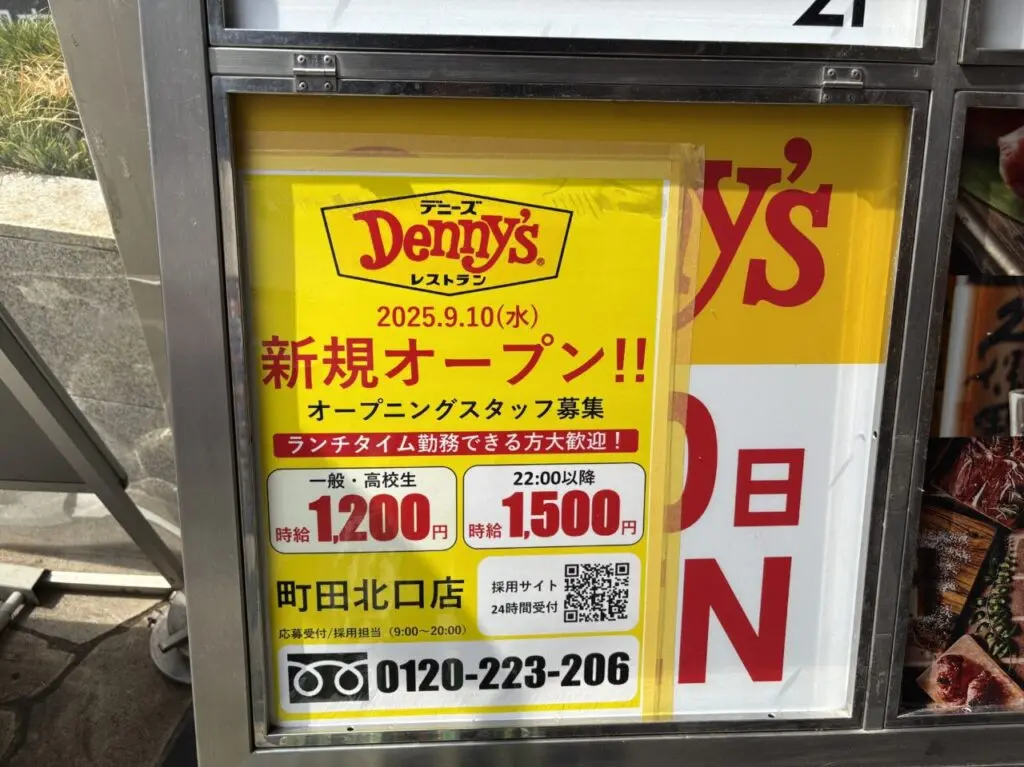 21
デニーズ
Denny's
レストラン
2025.9.10(水)
新規オープン!!
オープニングスタッフ募集
ランチタイム勤務できる方大歓迎!
一般・高校生
時給1,200円
22:00以降
時給1,500円
町田北口店
採用サイト
24時間受付
応募受付/採用担当(9:00〜20:00)
0120-223-206
y's
0日
N